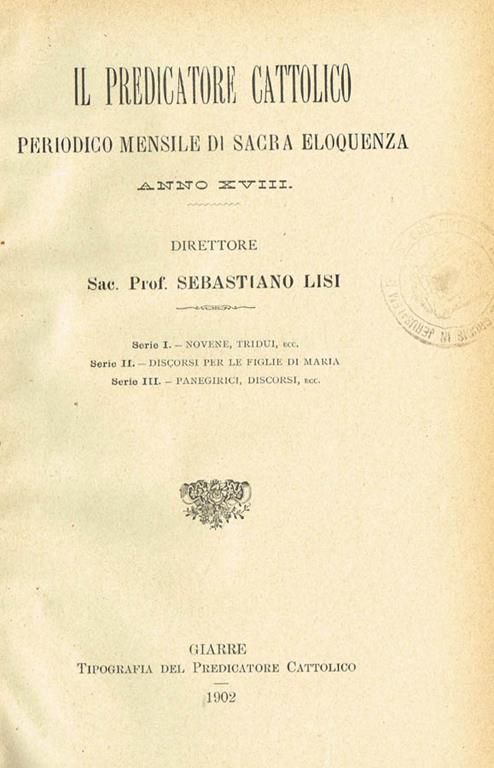 IL PREDICATORE CATTOLICO
PERIODICO MENSILE DI SACRA ELOQUENZA
ANNO XVIII.
DIRETTORE
Sac. Prof. SEBASTIANO LISI
Serie I. — NOVENE, TRIDUI, ECC.
Serie II. — DISCORSI PER LE FIGLIE DI MARIA
Serie III. — PANEGIRICI, DISCORSI, ECC.
GIARRE
TIPOGRAFIA DEL PREDICATORE CATTOLICO
1902
IN JERUSALEM